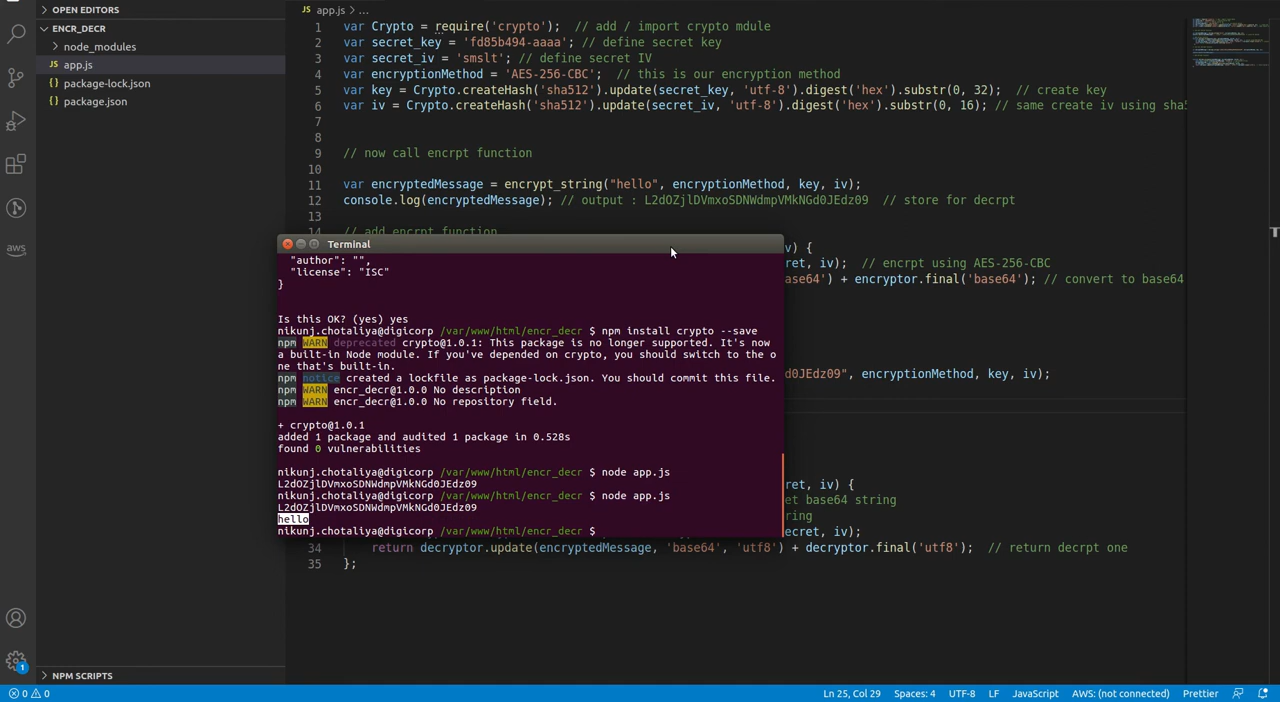 OPEN EDITORS
ENCR_DECR
node_modules
JS app.js
{} package-lock.json
{} package.json
NPM SCRIPTS
aws
1
JS app.js > ...
1 var Crypto = require('crypto');  // add / import crypto mdule
2 var secret_key = 'fd85b494-aaaa'; // define secret key
3 var secret_iv = 'smslt'; // define secret IV
4 var encryptionMethod = 'AES-256-CBC';  // this is our encryption method
5 var key = Crypto.createHash('sha512').update(secret_key, 'utf-8').digest('hex').substr(0, 32);  // create key
6 var iv = Crypto.createHash('sha512').update(secret_iv, 'utf-8').digest('hex').substr(0, 16); // same create iv using sha5
7
8
9 // now call encrpt function
10
11 var encryptedMessage = encrypt_string("hello", encryptionMethod, key, iv);
12 console.log(encryptedMessage); // output : L2dOZjlDVmxoSDNWdmpVMkNGd0JEdz09  // store for decrpt
13
14 // add encrpt function
v) {
ret, iv);  // encrpt using AES-256-CBC
ase64') + encryptor.final('base64'); // convert to base64
d0JEdz09", encryptionMethod, key, iv);
ret, iv) {
et base64 string
ring
ecret, iv);
34 return decryptor.update(encryptedMessage, 'base64', 'utf8') + decryptor.final('utf8');  // return decrpt one
35 };
Terminal
"author": "",
"license": "ISC"
}
Is this OK? (yes) yes
nikunj.chotaliya@digicorp /var/www/html/encr_decr $ npm install crypto --save
npm WARN deprecated crypto@1.0.1: This package is no longer supported. It's now
a built-in Node module. If you've depended on crypto, you should switch to the o
ne that's built-in.
npm notice created a lockfile as package-lock.json. You should commit this file.
npm WARN encr_decr@1.0.0 No description
npm WARN encr_decr@1.0.0 No repository field.
+ crypto@1.0.1
added 1 package and audited 1 package in 0.528s
found 0 vulnerabilities
nikunj.chotaliya@digicorp /var/www/html/encr_decr $ node app.js
L2dOZjlDVmxoSDNWdmpVMkNGd0JEdz09
nikunj.chotaliya@digicorp /var/www/html/encr_decr $ node app.js
L2dOZjlDVmxoSDNWdmpVMkNGd0JEdz09
hello
nikunj.chotaliya@digicorp /var/www/html/encr_decr $
0 0
Ln 25, Col 29 Spaces: 4 UTF-8 LF JavaScript AWS: (not connected) Prettier